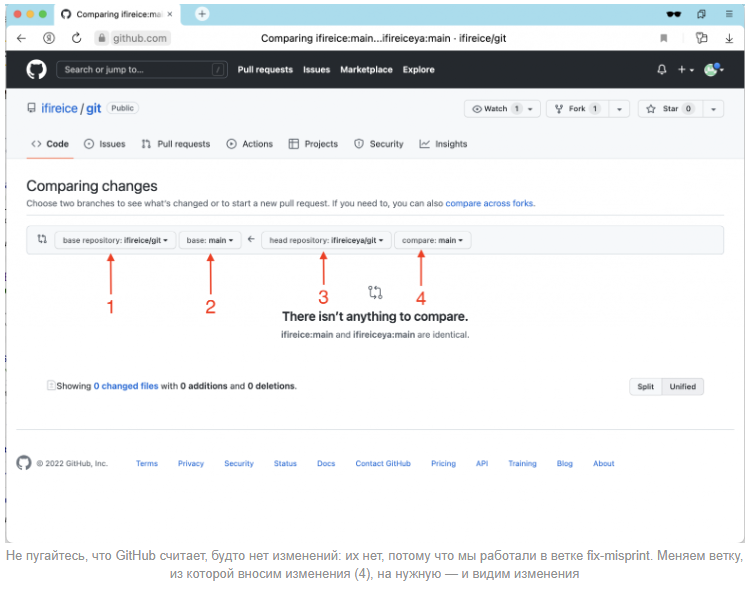 Comparing ifireice:mai
github.com
Comparing ifireice:main...ifireiceya:main · ifireice/git
Search or jump to... /
Pull requests Issues Marketplace Explore
ifireice / git Public
Watch 1 Fork 1 Star 0
Code Issues Pull requests Actions Projects Security Insights
Comparing changes
Choose two branches to see what's changed or to start a new pull request. If you need to, you can also compare across forks.
base repository: ifireice/git base: main head repository: ifireiceya/git compare: main
1 2 3 4
There isn't anything to compare.
ifireice:main and ifireiceya:main are identical.
Showing 0 changed files with 0 additions and 0 deletions.
Split Unified
© 2022 GitHub, Inc. Terms Privacy Security Status Docs Contact GitHub Pricing API Training Blog About
Не пугайтесь, что GitHub считает, будто нет изменений: их нет, потому что мы работали в ветке fix-misprint. Меняем ветку,
из которой вносим изменения (4), на нужную — и видим изменения